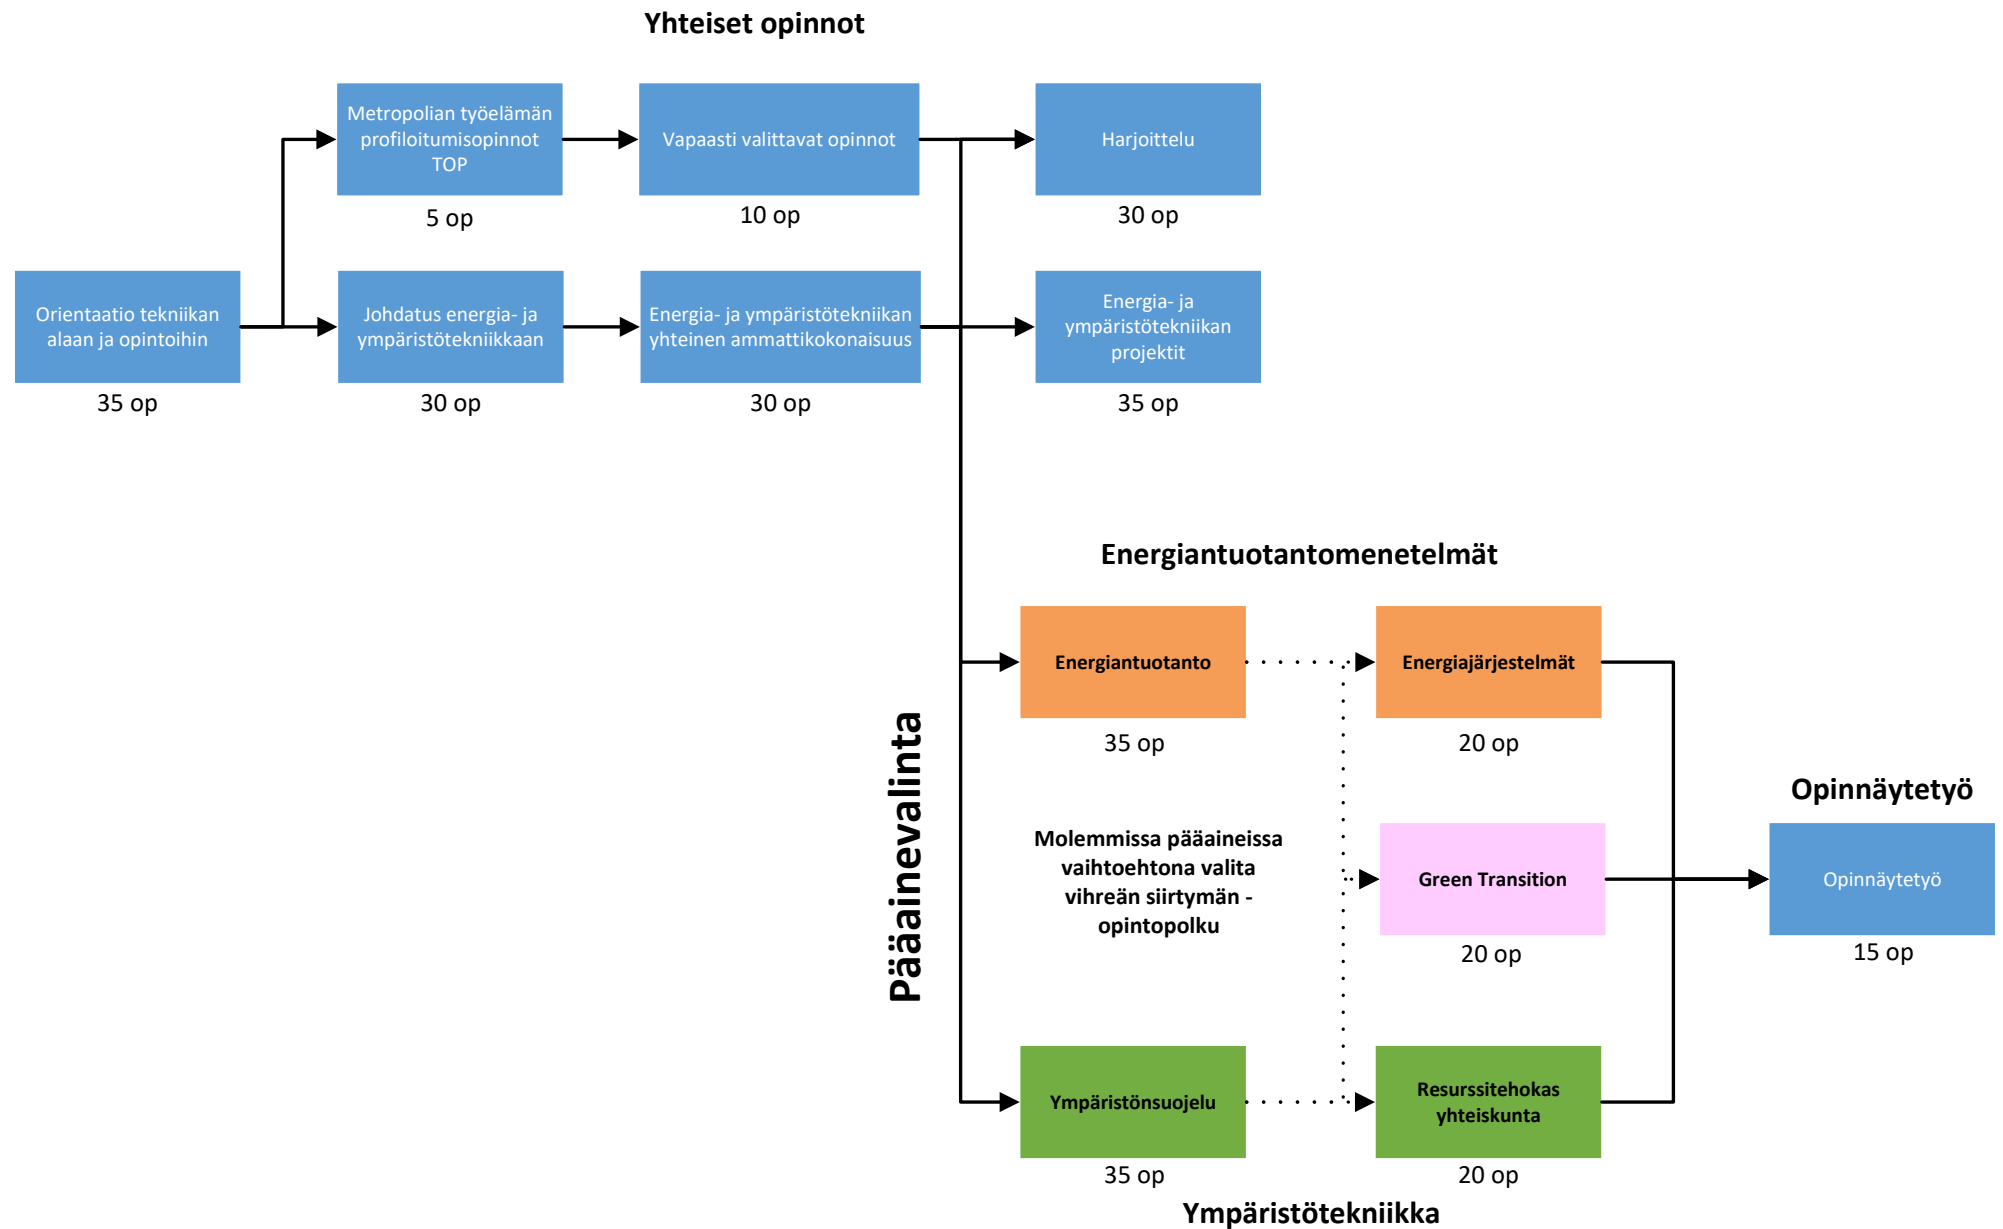 Yhteiset opinnot
Metropolian työelämän
profiloitumisopinnot
TOP
5 op
Vapaasti valittavat opinnot
10 op
Harjoittelu
30 op
Orientaatio tekniikan
alaan ja opintoihin
35 op
Johdatus energia- ja
ympäristötekniikkaan
30 op
Energia- ja ympäristötekniikan
yhteinen ammattikokonaisuus
30 op
Energia- ja
ympäristötekniikan
projektit
35 op
Pääainevalinta
Energiantuotantomenetelmät
Energiantuotanto
35 op
Energiajärjestelmät
20 op
Molemmissa pääaineissa
vaihtoehtona valita
vihreän siirtymän -
opintopolku
Green Transition
20 op
Opinnäytetyö
Opinnäytetyö
15 op
Ympäristönsuojelu
35 op
Resurssitehokas
yhteiskunta
20 op
Ympäristötekniikka